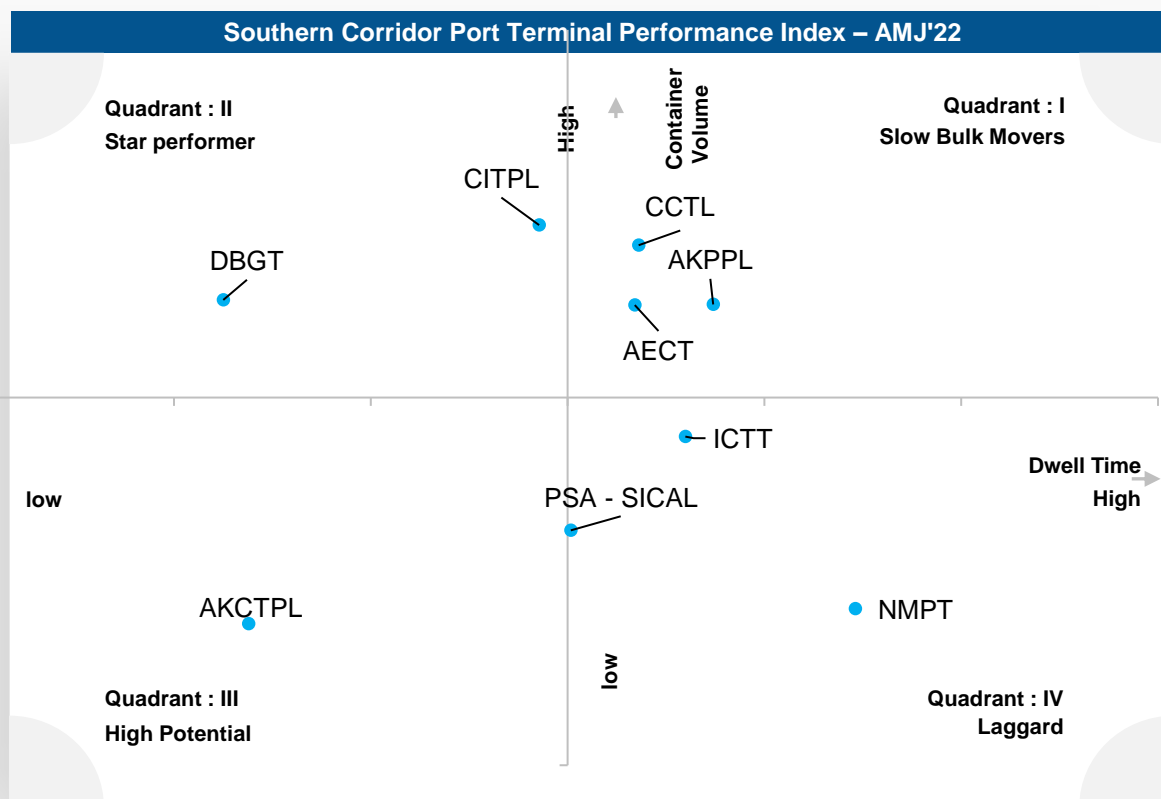 Southern Corridor Port Terminal Performance Index – AMJ'22
Quadrant : II
Star performer
High
Container
Volume
Quadrant : I
Slow Bulk Movers
CITPL
CCTL
DBGT
AKPPL
AECT
ICTT
Dwell Time
High
low
PSA - SICAL
AKCTPL
NMPT
low
Quadrant : III
High Potential
Quadrant : IV
Laggard